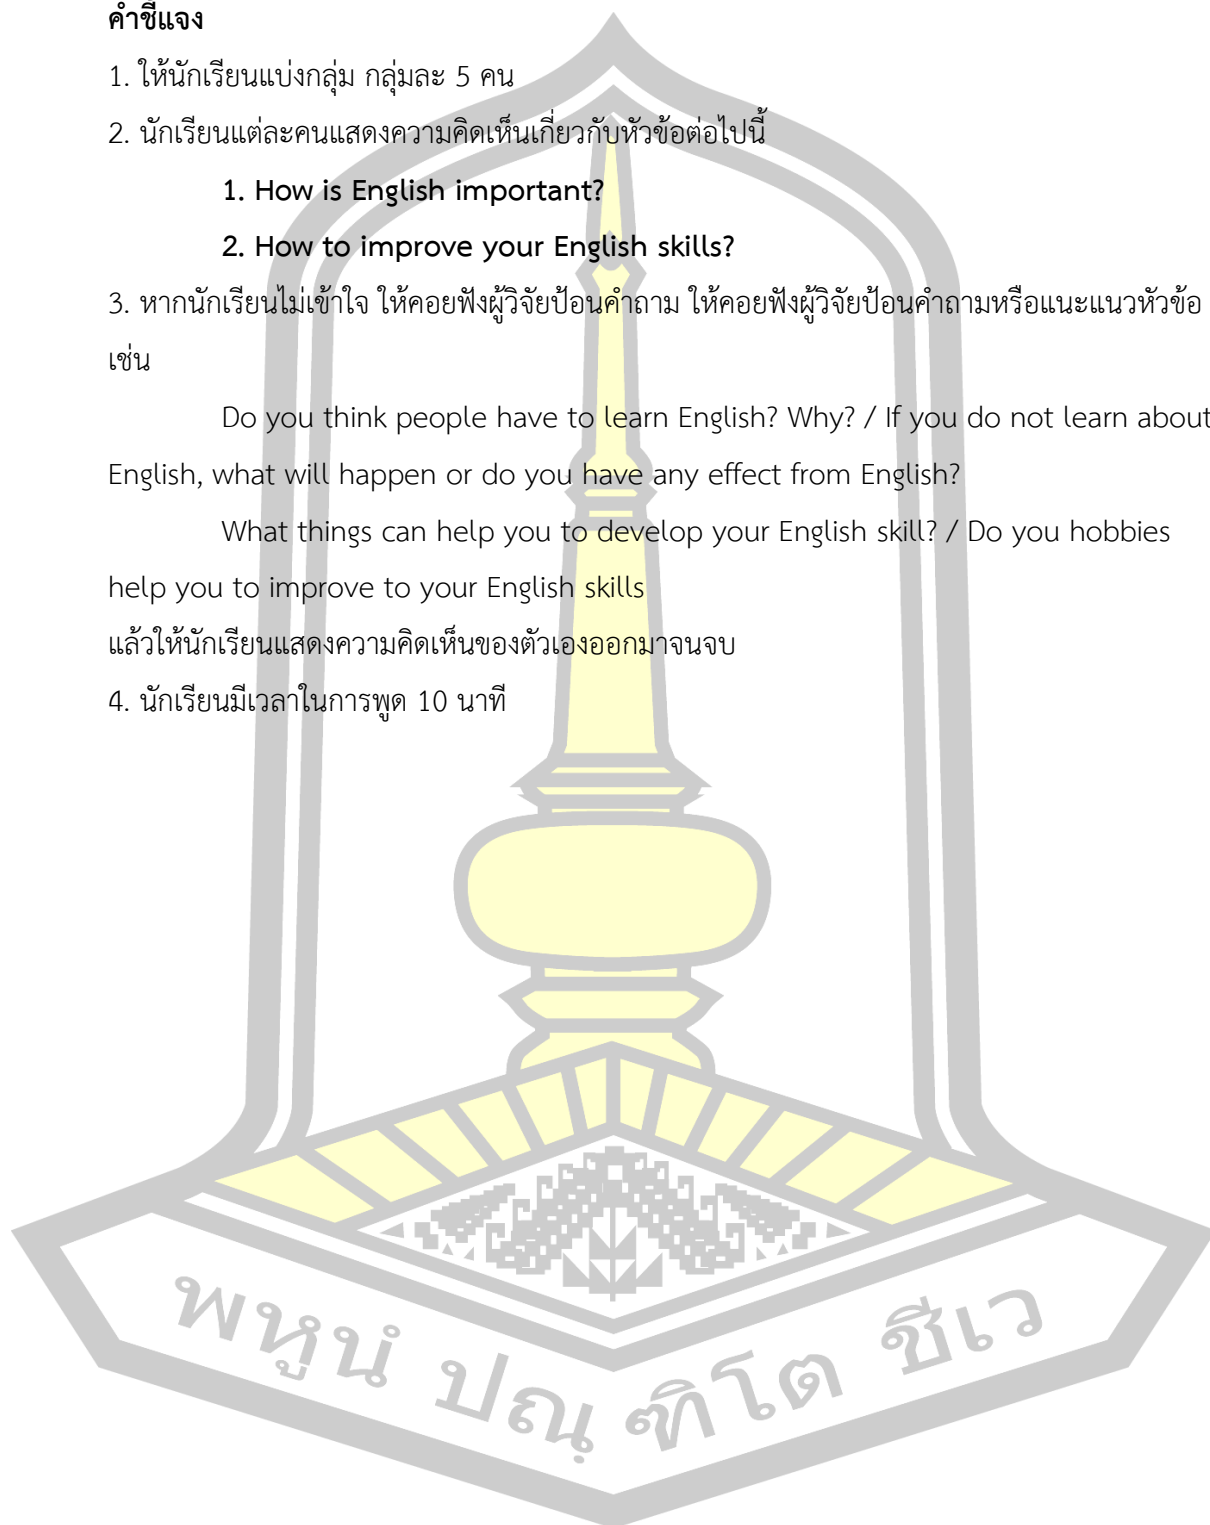 คำชี้แจง
1. ให้นักเรียนแบ่งกลุ่ม กลุ่มละ 5 คน
2. นักเรียนแต่ละคนแสดงความคิดเห็นเกี่ยวกับหัวข้อต่อไปนี้
1. How is English important?
2. How to improve your English skills?
3. หากนักเรียนไม่เข้าใจ ให้คอยฟังผู้วิจัยป้อนคำถาม ให้คอยฟังผู้วิจัยป้อนคำถามหรือแนะแนวหัวข้อ
เช่น
Do you think people have to learn English? Why? / If you do not learn about
English, what will happen or do you have any effect from English?
What things can help you to develop your English skill? / Do you hobbies
help you to improve to your English skills
แล้วให้นักเรียนแสดงความคิดเห็นของตัวเองออกมาจนจบ
4. นักเรียนมีเวลาในการพูด 10 นาที
พหูนํ ปณฺฑิโต ชีเว